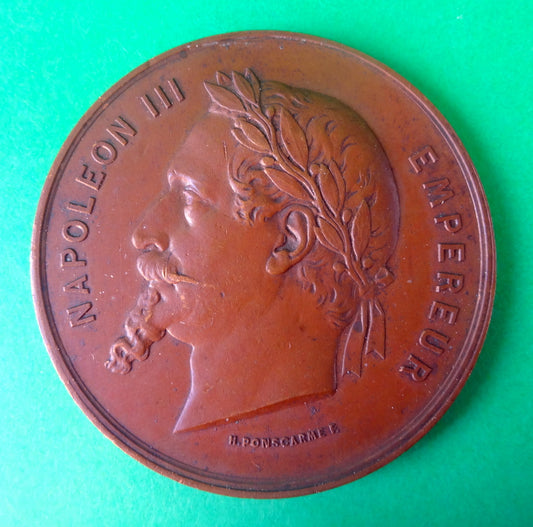 NAPOLEON III
EMPEREUR
H. PONSCARME F.